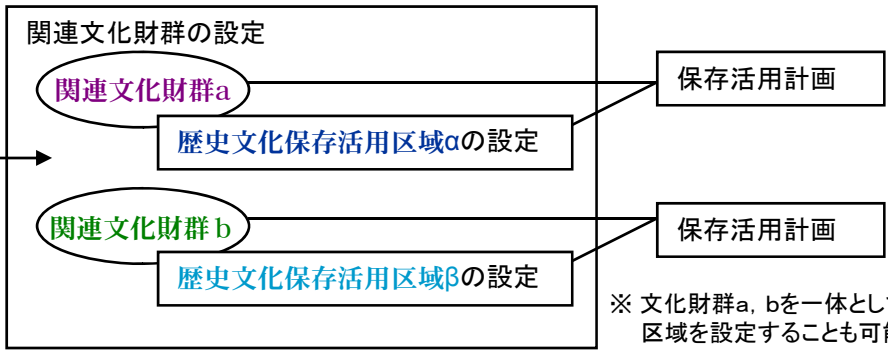 関連文化財群の設定
関連文化財群a
保存活用計画
歴史文化保存活用区域αの設定
関連文化財群b
保存活用計画
歴史文化保存活用区域βの設定
※ 文化財群a, bを一体とし
区域を設定することも可